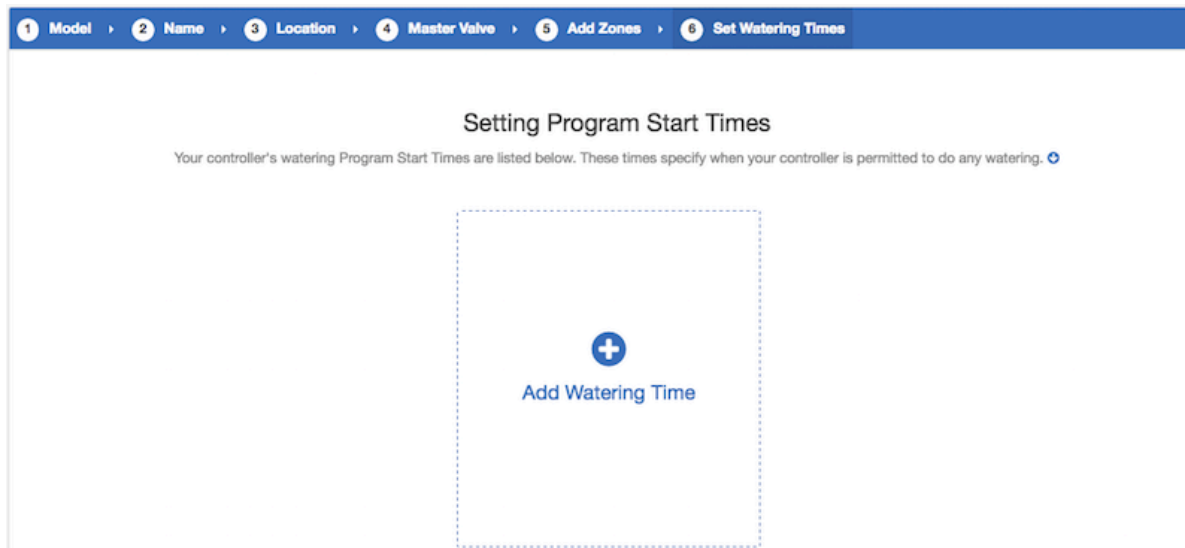 1 Model 2 Name 3 Location 4 Master Valve 5 Add Zones 6 Set Watering Times
Setting Program Start Times
Your controller's watering Program Start Times are listed below. These times specify when your controller is permitted to do any watering.
Add Watering Time